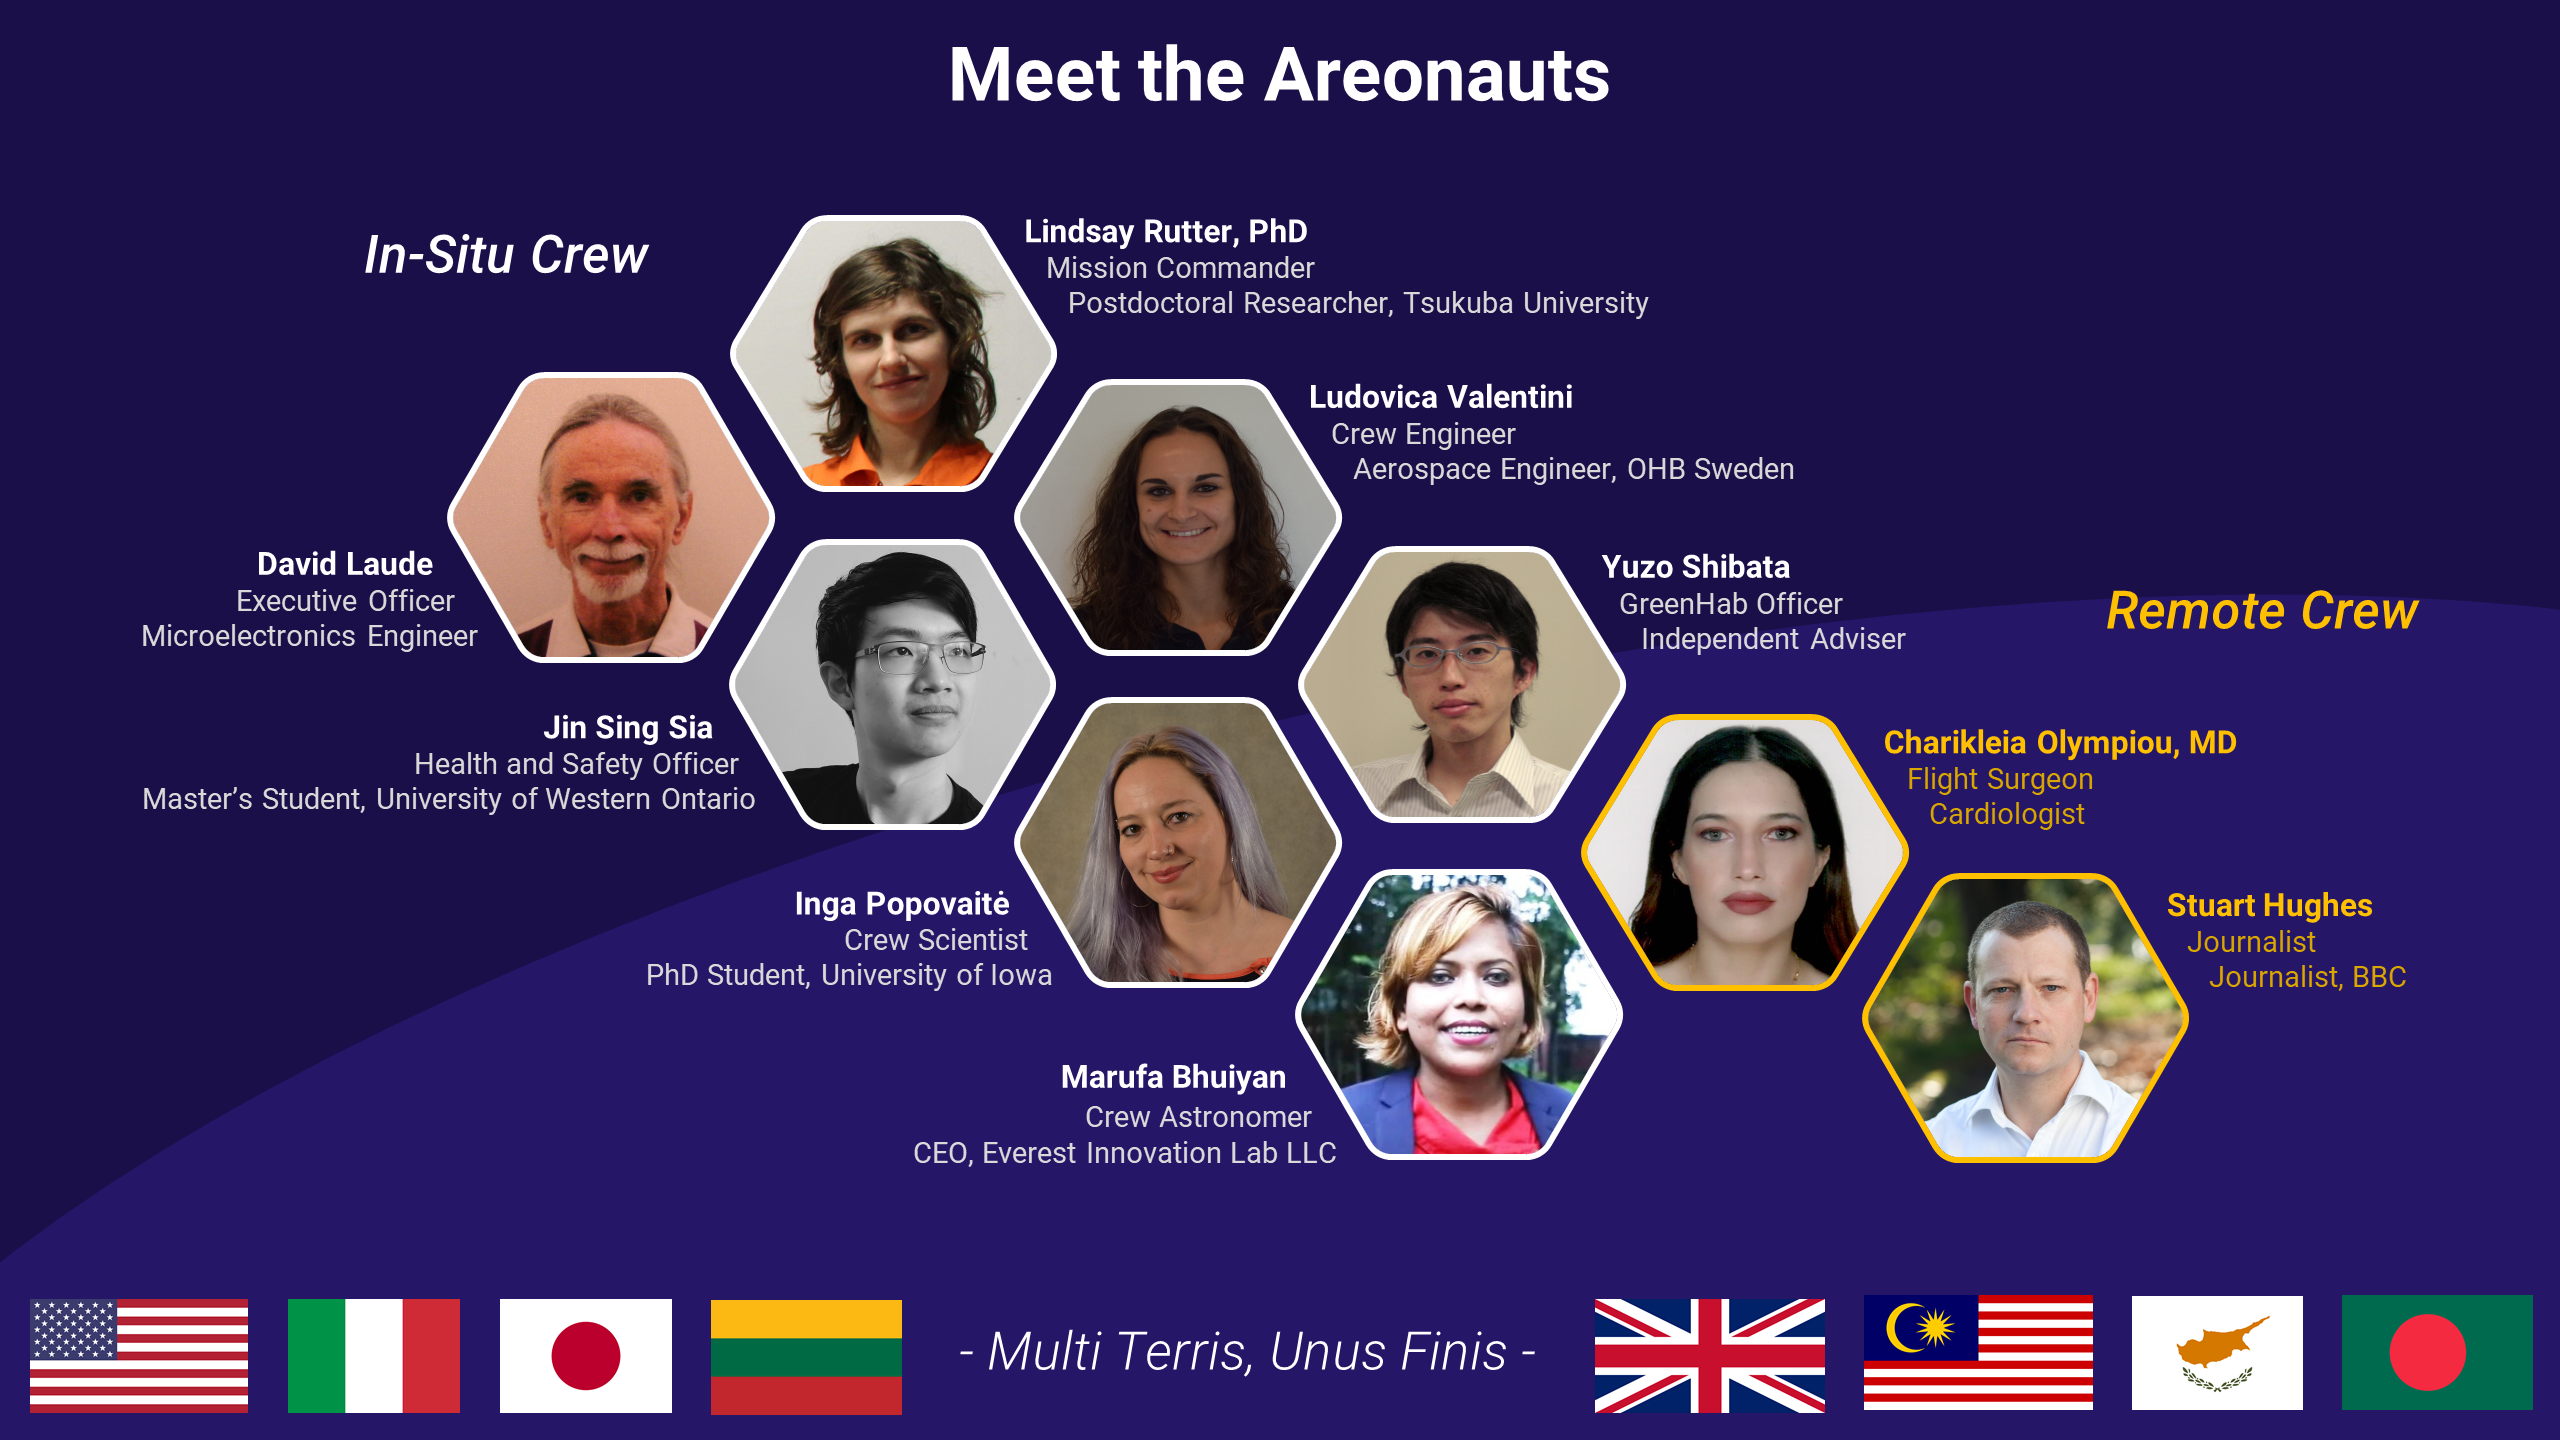 Meet the Areonauts
In-Situ Crew
Lindsay Rutter, PhD
Mission Commander
Postdoctoral Researcher, Tsukuba University
Ludovica Valentini
Crew Engineer
Aerospace Engineer, OHB Sweden
David Laude
Executive Officer
Microelectronics Engineer
Yuzo Shibata
GreenHab Officer
Independent Adviser
Remote Crew
Jin Sing Sia
Health and Safety Officer
Master’s Student, University of Western Ontario
Charikleia Olympiou, MD
Flight Surgeon
Cardiologist
Inga Popovaitė
Crew Scientist
PhD Student, University of Iowa
Stuart Hughes
Journalist
Journalist, BBC
Marufa Bhuiyan
Crew Astronomer
CEO, Everest Innovation Lab LLC
- Multi Terris, Unus Finis -